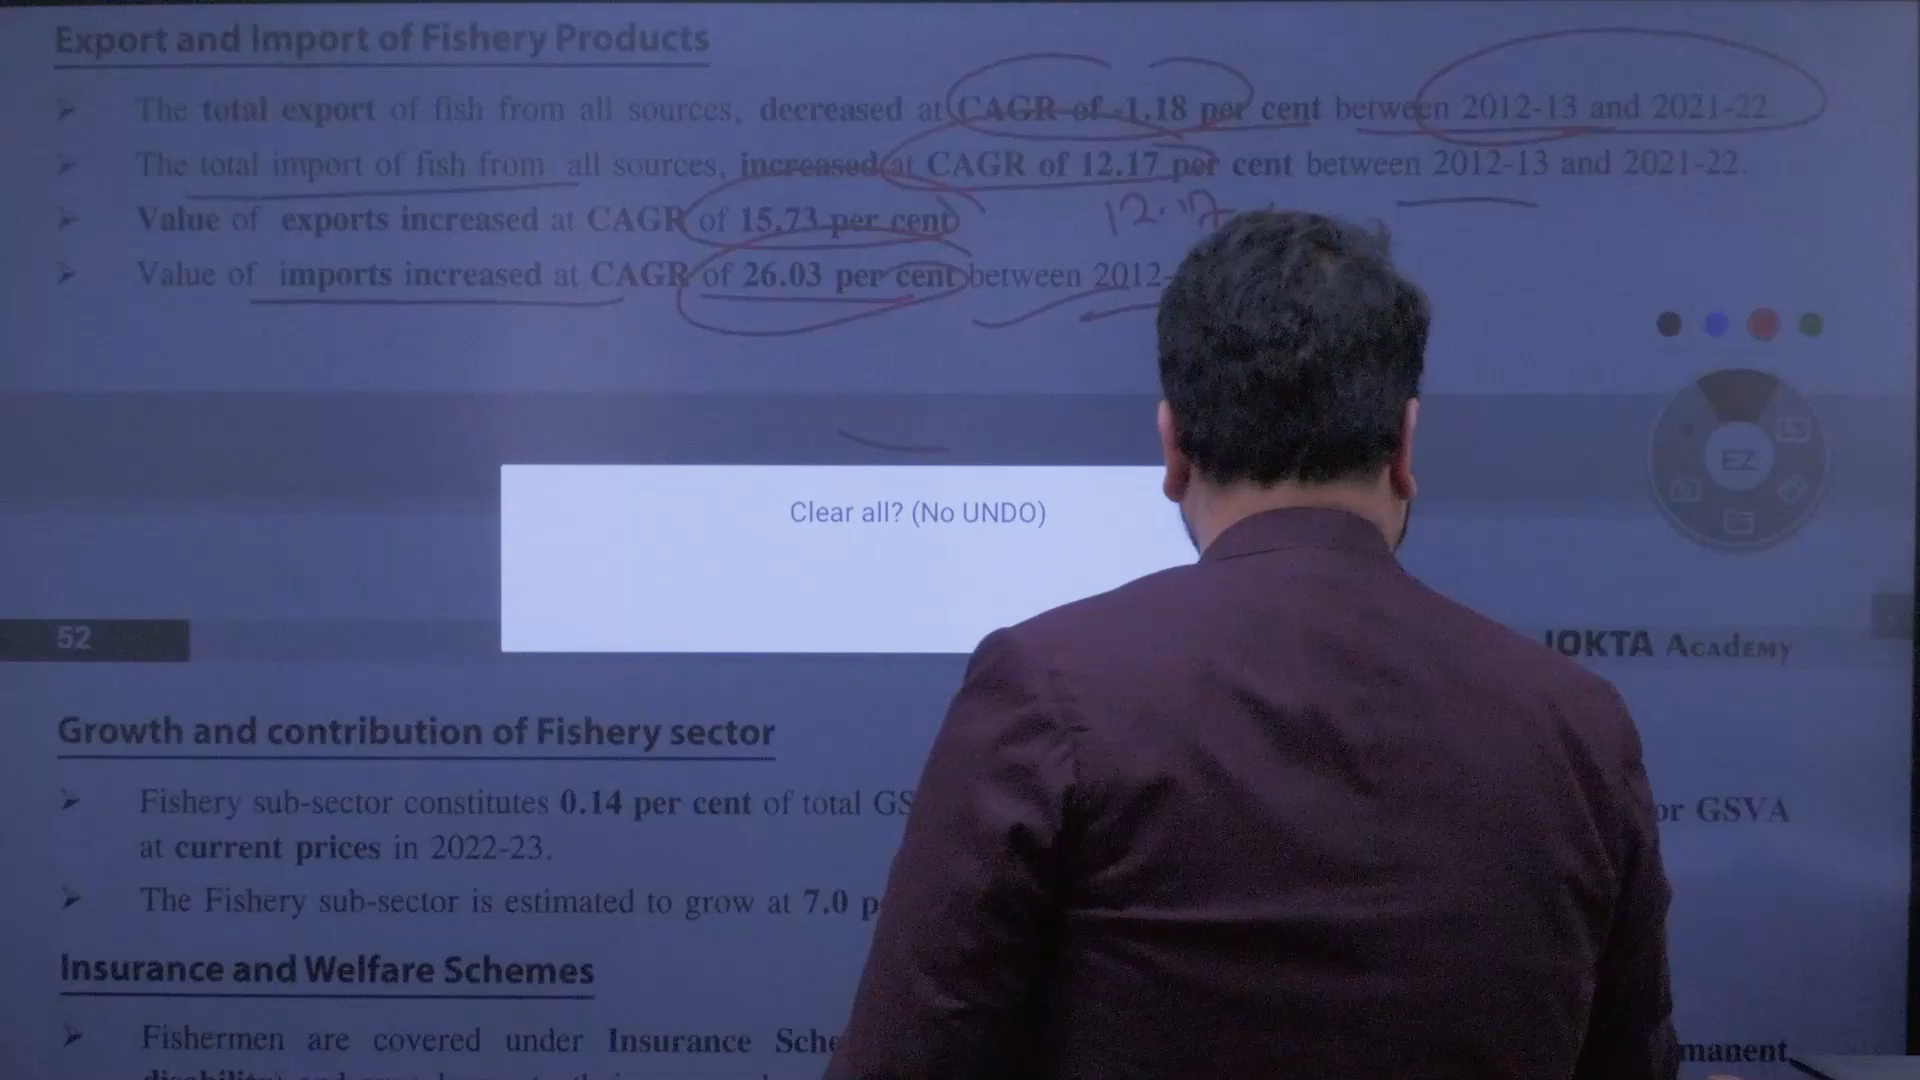 Export and Import of Fishery Products
➢ The total export of fish from all sources, decreased at CAGR of -1.18 per cent between 2012-13 and 2021-22.
➢ The total import of fish from all sources, increased at CAGR of 12.17 per cent between 2012-13 and 2021-22.
➢ Value of exports increased at CAGR of 15.73 per cent
12.17
➢ Value of imports increased at CAGR of 26.03 per cent between 2012-
EZ
Clear all? (No UNDO)
52
IOKTA ACADEMY
Growth and contribution of Fishery sector
➢ Fishery sub-sector constitutes 0.14 per cent of total GS or GSVA
at current prices in 2022-23.
➢ The Fishery sub-sector is estimated to grow at 7.0 p
Insurance and Welfare Schemes
➢ Fishermen are covered under Insurance Sche manent